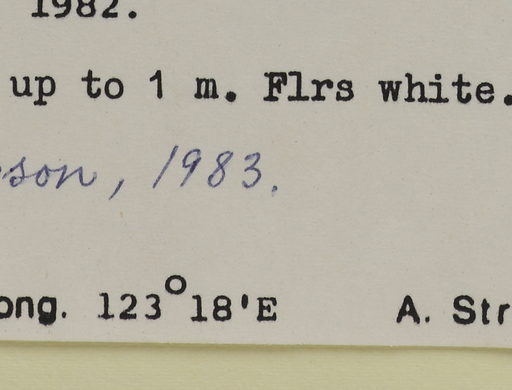 1982.
up to 1 m. Flrs white.
son, 1983.
ong. 123°18'E A. Str